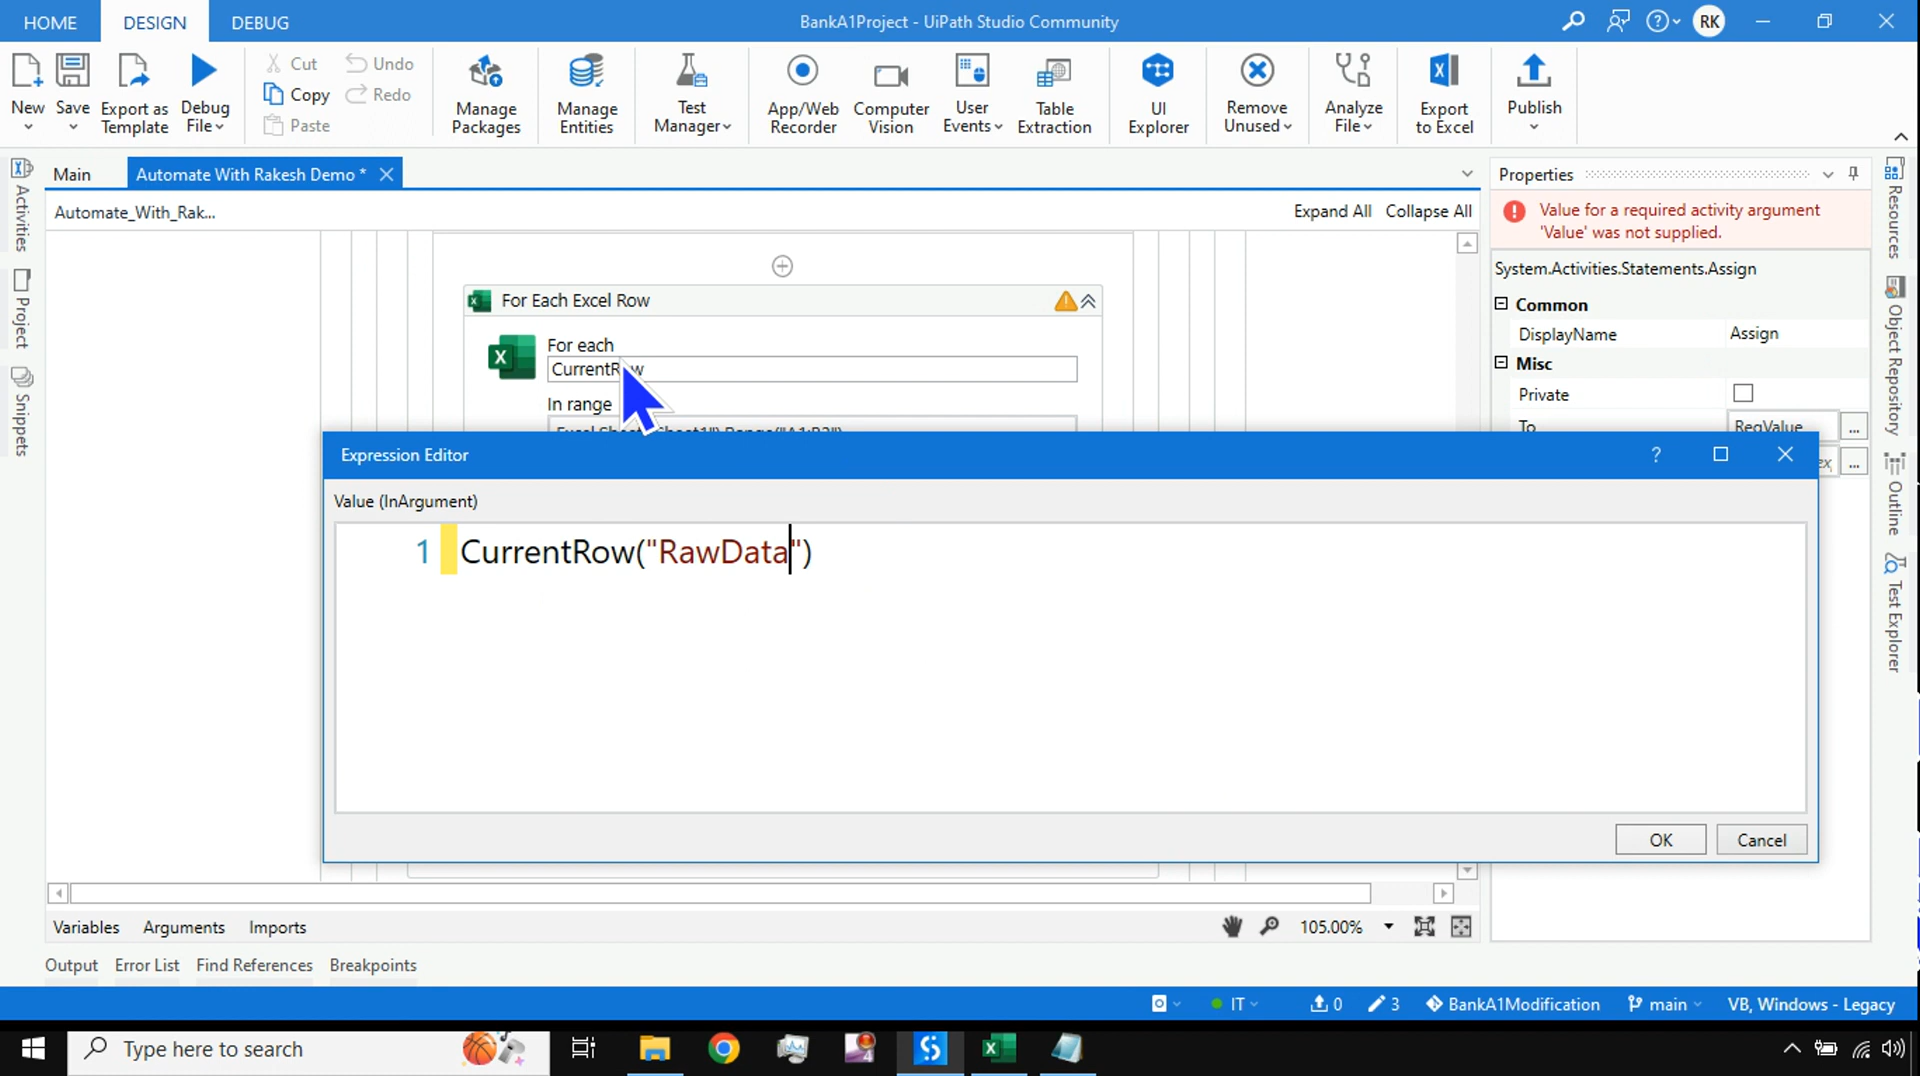 HOME DESIGN DEBUG BankA1Project - UiPath Studio Community RK
New Save Export as Template Debug File Cut Copy Paste Undo Redo Manage Packages Manage Entities Test Manager App/Web Recorder Computer Vision User Events Table Extraction UI Explorer Remove Unused Analyze File Export to Excel Publish
Main Automate With Rakesh Demo *
Automate_With_Rak... Expand All Collapse All
Activities
Project
Snippets
For Each Excel Row
For each
CurrentRow
In range
Properties
Value for a required activity argument
'Value' was not supplied.
System.Activities.Statements.Assign
Common
DisplayName Assign
Misc
Private
To RegValue ...
...
Resources
Object Repository
Outline
Test Explorer
Expression Editor ?
Value (InArgument)
1 CurrentRow("RawData")
OK Cancel
Variables Arguments Imports 105.00%
Output Error List Find References Breakpoints
IT 0 3 BankA1Modification main VB, Windows - Legacy
Type here to search